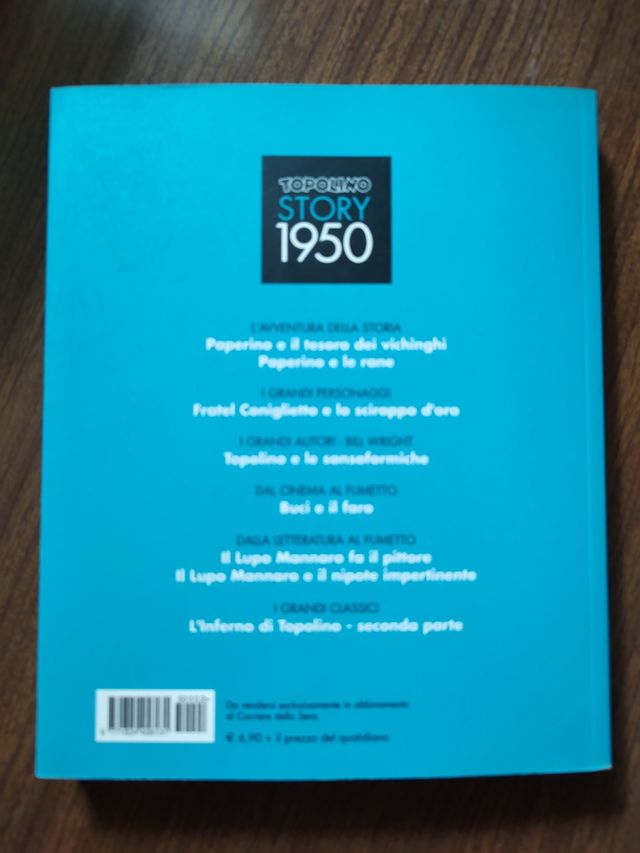 TOPOLINO
STORY
1950
L'AVVENTURA DELLA STORIA
Paperino e il tesoro dei vichinghi
Paperino e le rane
I GRANDI PERSONAGGI
Fratel Coniglietto e lo sciroppo d'oro
I GRANDI AUTORI - BILL WRIGHT
Topolino e le sansoformiche
DAL CINEMA AL FUMETTO
Buci e il faro
DALLA LETTERATURA AL FUMETTO
Il Lupo Mannaro fa il pittore
Il Lupo Mannaro e il nipote impertinente
I GRANDI CLASSICI
L'Inferno di Topolino - seconda parte
Da vendersi esclusivamente in abbinamento
al Corriere della Sera.
€ 6,90 + il prezzo del quotidiano